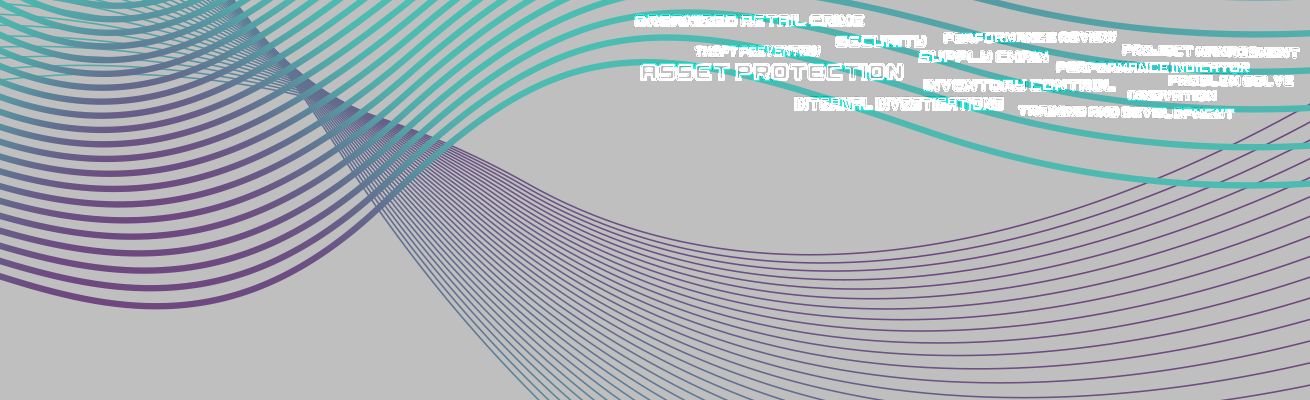 ORGANIZED RETAIL CRIME
SECURITY
PERFORMANCE REVIEW
THEFT PREVENTION
SUPPLY CHAIN
PROJECT MANAGEMENT
ASSET PROTECTION
PERFORMANCE INDICATOR
INVENTORY CONTROL
PROBLEM SOLVE
INNOVATION
INTERNAL INVESTIGATIONS
TRAINING AND DEVELOPMENT